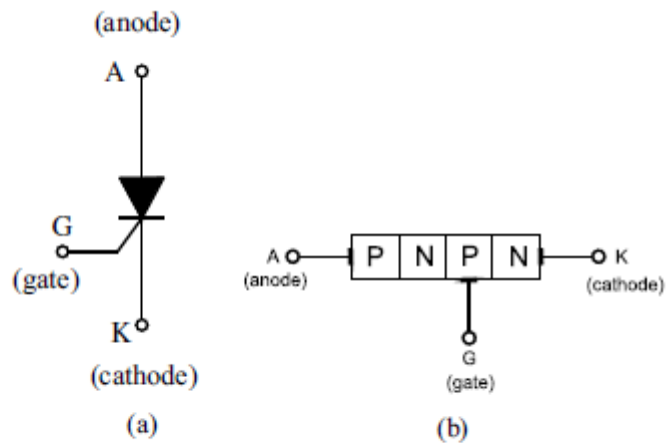 (anode)
A
G
(gate)
K
(cathode)
(a)
A
(anode)
P N P N
K
(cathode)
G
(gate)
(b)